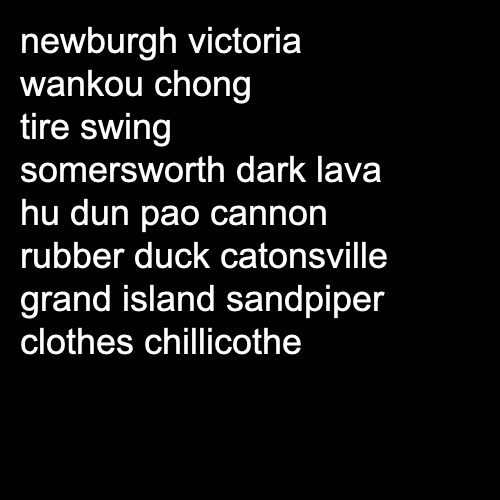 newburgh victoria
wankou chong
tire swing
somersworth dark lava
hu dun pao cannon
rubber duck catonsville
grand island sandpiper
clothes chillicothe